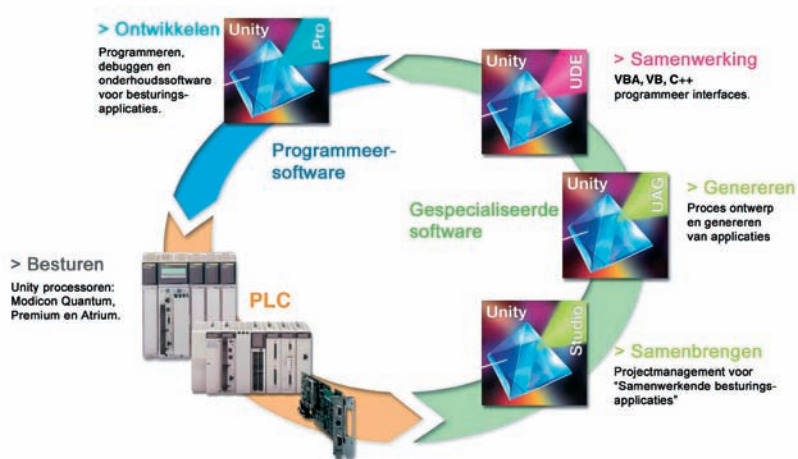 > Ontwikkelen
Programmeren,
debuggen en
onderhoudssoftware
voor besturings-
applicaties.
Unity
Pro
Unity
UDE
> Samenwerking
VBA, VB, C++
programmeer interfaces.
Programmeer-
software
Gespecialiseerde
software
Unity
UAG
> Genereren
Proces ontwerp
en genereren
van applicaties
> Besturen
Unity processoren:
Modicon Quantum,
Premium en Atrium.
PLC
Unity
Studio
> Samenbrengen
Projectmanagement voor
"Samenwerkende besturings-
applicaties"